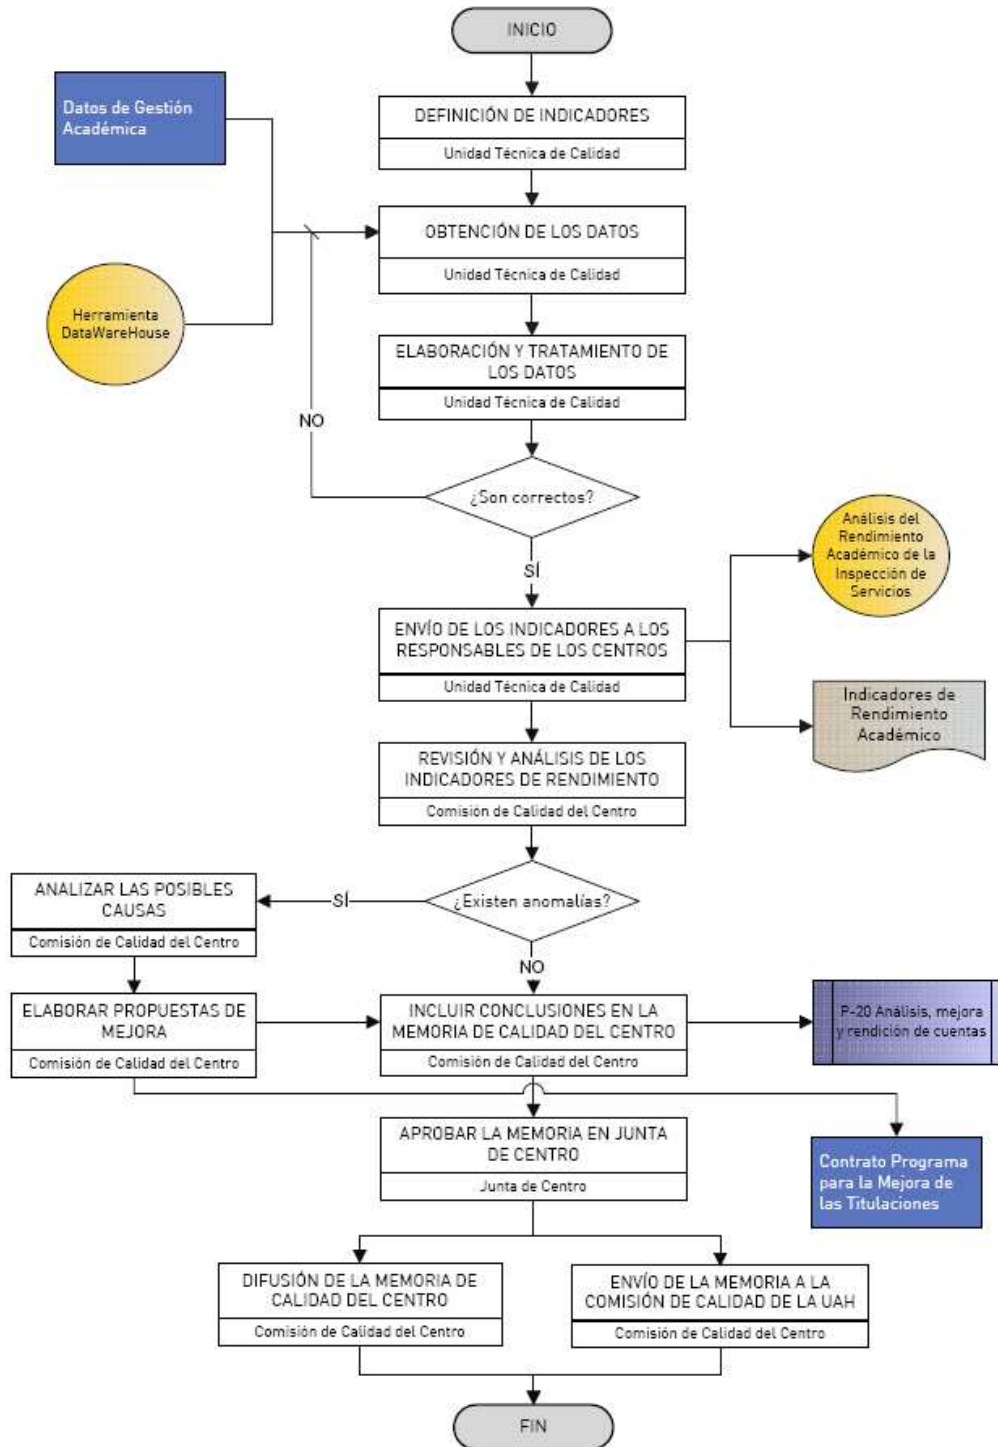 INICIO
Datos de Gestión
Académica
DEFINICIÓN DE INDICADORES
Unidad Técnica de Calidad
OBTENCIÓN DE LOS DATOS
Unidad Técnica de Calidad
Herramienta
DataWareHouse
ELABORACIÓN Y TRATAMIENTO DE
LOS DATOS
Unidad Técnica de Calidad
NO
¿Son correctos?
SÍ
Análisis del
Rendimiento
Académico de la
Inspección de
Servicios
ENVÍO DE LOS INDICADORES A LOS
RESPONSABLES DE LOS CENTROS
Unidad Técnica de Calidad
Indicadores de
Rendimiento
Académico
REVISIÓN Y ANÁLISIS DE LOS
INDICADORES DE RENDIMIENTO
Comisión de Calidad del Centro
ANALIZAR LAS POSIBLES
CAUSAS
Comisión de Calidad del Centro
SÍ
¿Existen anomalías?
NO
ELABORAR PROPUESTAS DE
MEJORA
Comisión de Calidad del Centro
INCLUIR CONCLUSIONES EN LA
MEMORIA DE CALIDAD DEL CENTRO
Comisión de Calidad del Centro
P-20 Análisis, mejora
y rendición de cuentas
APROBAR LA MEMORIA EN JUNTA
DE CENTRO
Junta de Centro
Contrato Programa
para la Mejora de
las Titulaciones
DIFUSIÓN DE LA MEMORIA DE
CALIDAD DEL CENTRO
Comisión de Calidad del Centro
ENVÍO DE LA MEMORIA A LA
COMISIÓN DE CALIDAD DE LA UAH
Comisión de Calidad del Centro
FIN